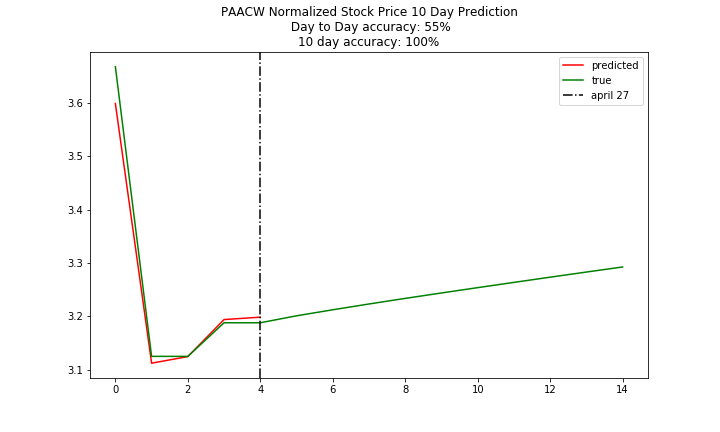 PAACW Normalized Stock Price 10 Day Prediction
Day to Day accuracy: 55%
10 day accuracy: 100%
predicted
true
april 27
3.6
3.5
3.4
3.3
3.2
3.1
0 2 4 6 8 10 12 14